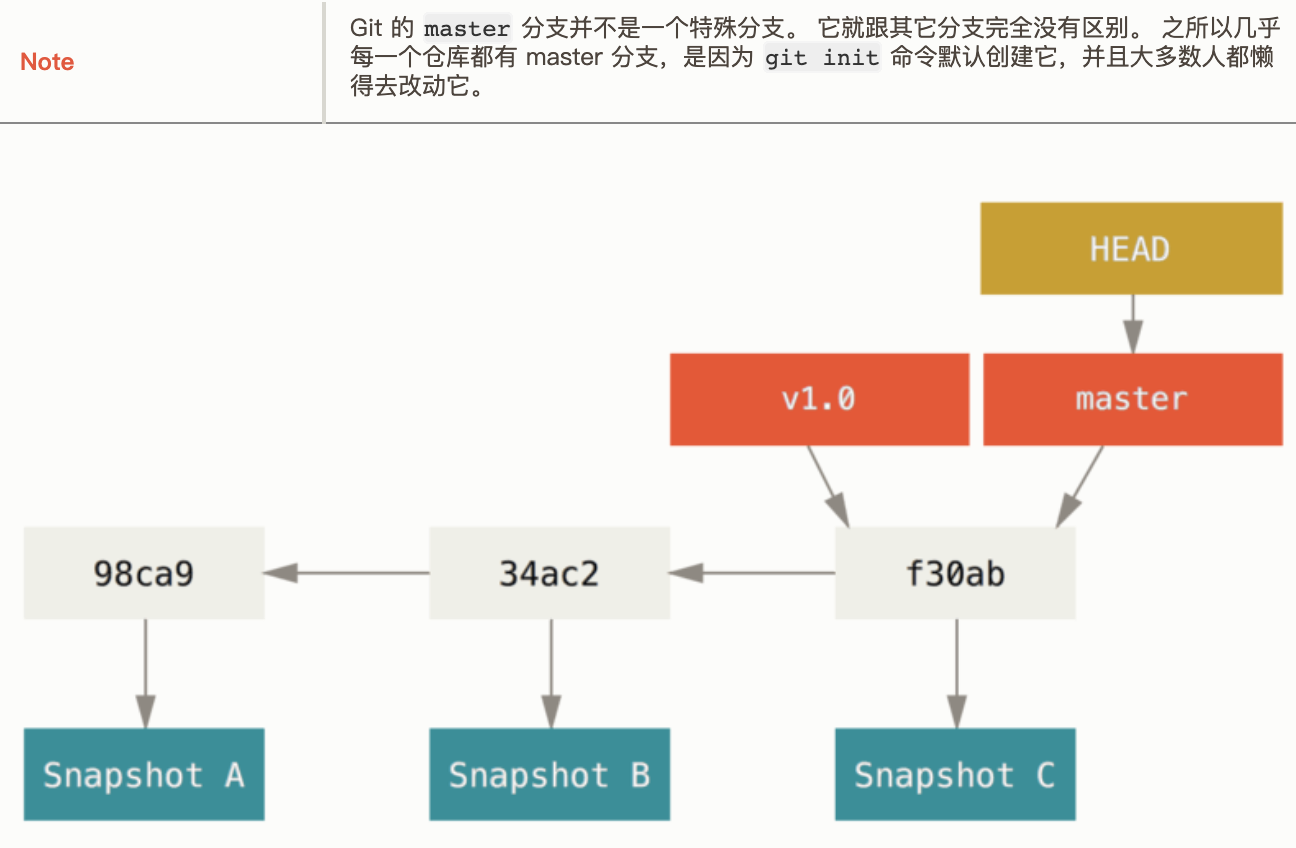 Note
Git 的 master 分支并不是一个特殊分支。 它就跟其它分支完全没有区别。 之所以几乎
每一个仓库都有 master 分支，是因为 git init 命令默认创建它，并且大多数人都懒
得去改动它。
HEAD
v1.0 master
98ca9 34ac2 f30ab
Snapshot A Snapshot B Snapshot C